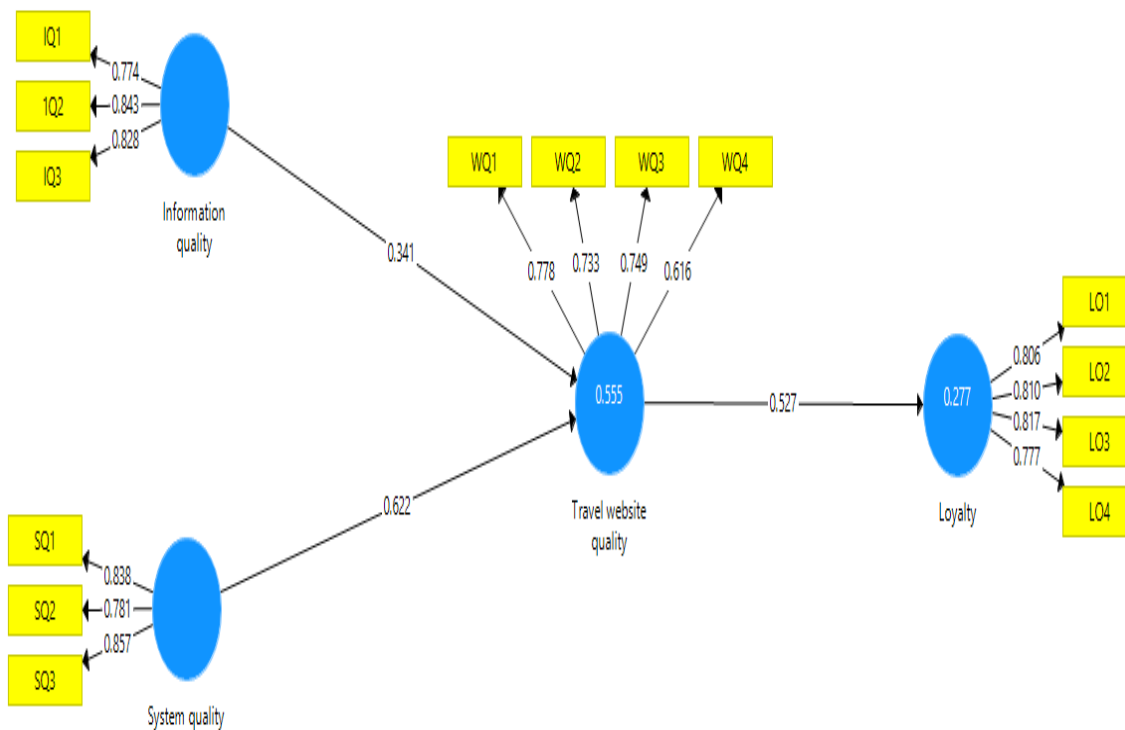 IQ1
0.774
1Q2
0.843
0.828
IQ3
Information
quality
0.341
WQ1
WQ2
WQ3
WQ4
0.778
0.733
0.749
0.616
0.555
Travel website
quality
0.527
0.277
Loyalty
LO1
0.806
LO2
0.810
0.817
LO3
0.777
LO4
0.622
SQ1
0.838
SQ2
0.781
0.857
SQ3
System quality